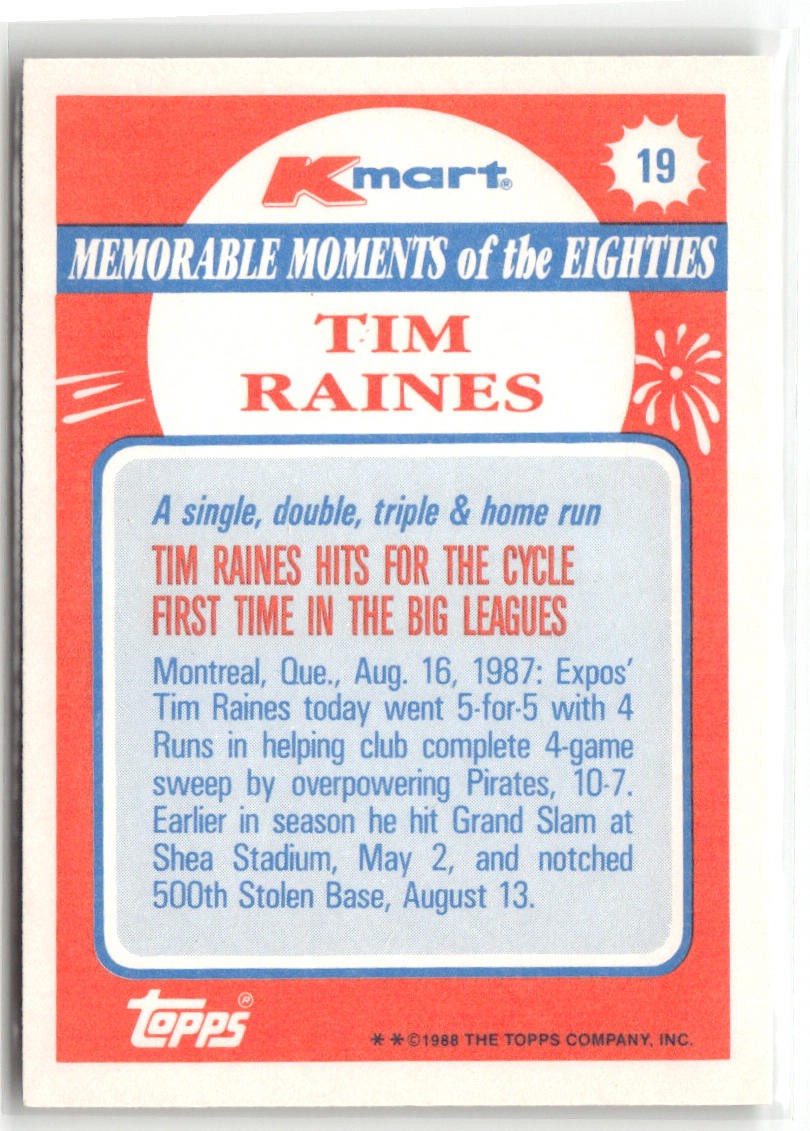 Kmart®
19
MEMORABLE MOMENTS of the EIGHTIES
TIM
RAINES
A single, double, triple & home run
TIM RAINES HITS FOR THE CYCLE
FIRST TIME IN THE BIG LEAGUES
Montreal, Que., Aug. 16, 1987: Expos'
Tim Raines today went 5-for-5 with 4
Runs in helping club complete 4-game
sweep by overpowering Pirates, 10-7.
Earlier in season he hit Grand Slam at
Shea Stadium, May 2, and notched
500th Stolen Base, August 13.
Topps®
**©1988 THE TOPPS COMPANY, INC.